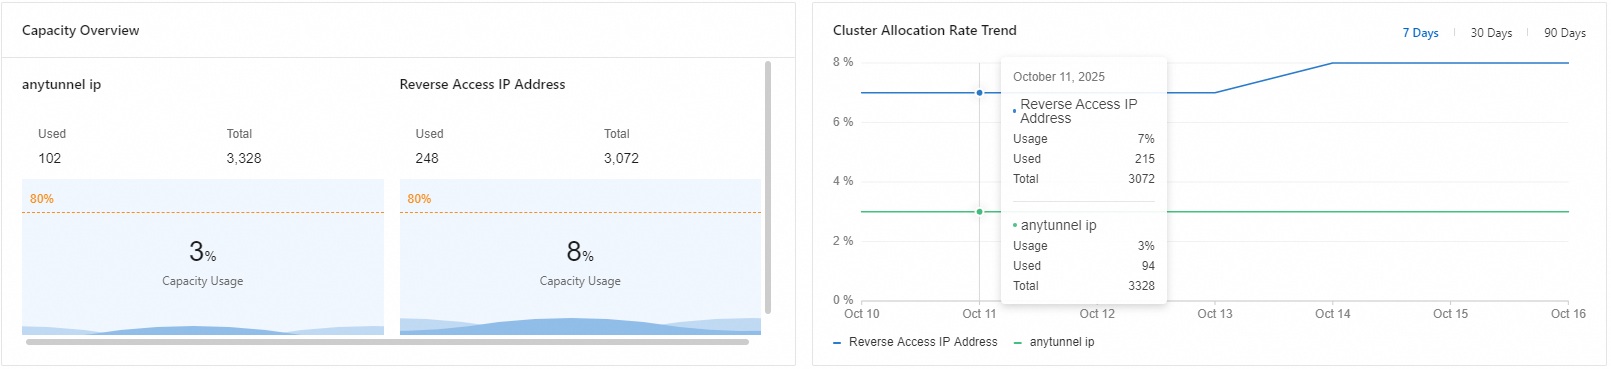 Capacity Overview
anytunnel ip
Reverse Access IP Address
Used
Total
102
3,328
Used
Total
248
3,072
80%
3%
Capacity Usage
80%
8%
Capacity Usage
Cluster Allocation Rate Trend
7 Days
30 Days
90 Days
8 %
6 %
4 %
2 %
0 %
October 11, 2025
Reverse Access IP
Address
Usage 7%
Used 215
Total 3072
anytunnel ip
Usage 3%
Used 94
Total 3328
Oct 10
Oct 11
Oct 12
Oct 13
Oct 14
Oct 15
Oct 16
Reverse Access IP Address
anytunnel ip